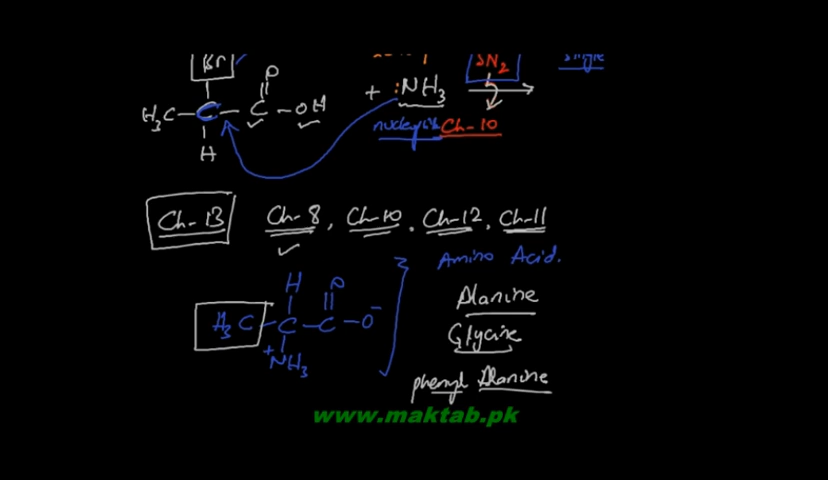 Br SN2 single
O
H3C-C-C-OH + :NH3
H nucleophile Ch-10
Ch-13 Ch-8, Ch-10. Ch-12, Ch-11
Amino Acid.
H O
H3C-C-C-O-
+NH3
Alanine
Glycine
phenyl Alanine
www.maktab.pk